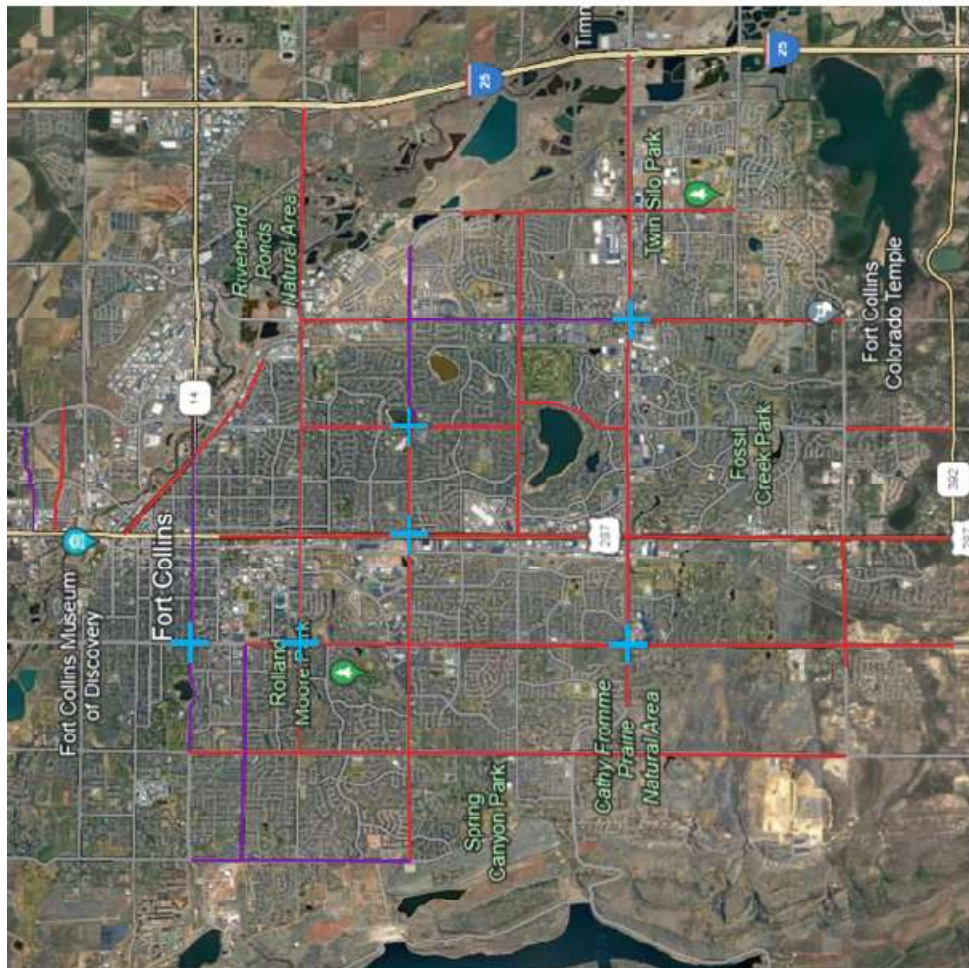 Timn
25
25
Riverbend
Ponds
Natural Area
Twin Silo Park
14
Fort Collins
Colorado Temple
Fossil
Creek Park
392
287
287
Fort Collins Museum
of Discovery
Fort Collins
Rolland
Moore Park
Cathy Fromme
Prairie
Natural Area
Spring
Canyon Park